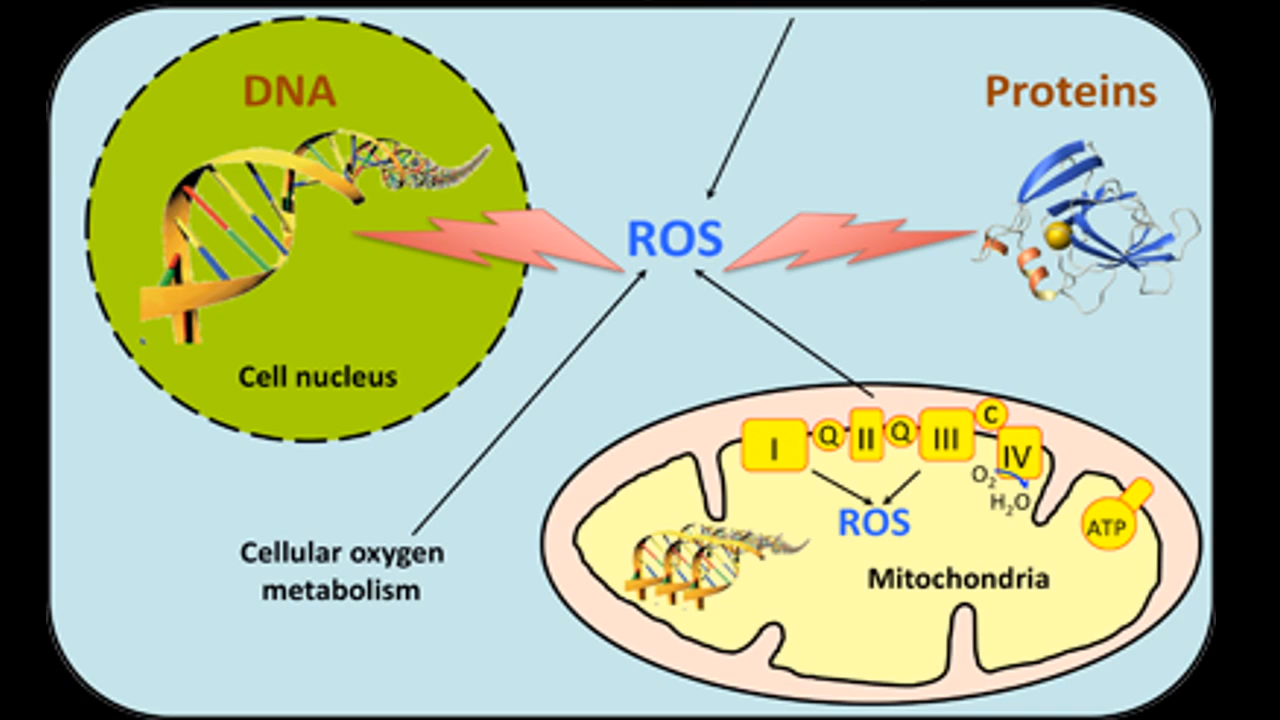 DNA
Proteins
ROS
Cell nucleus
I
Q
II
Q
III
C
IV
O₂
H₂O
ATP
ROS
Cellular oxygen
metabolism
Mitochondria